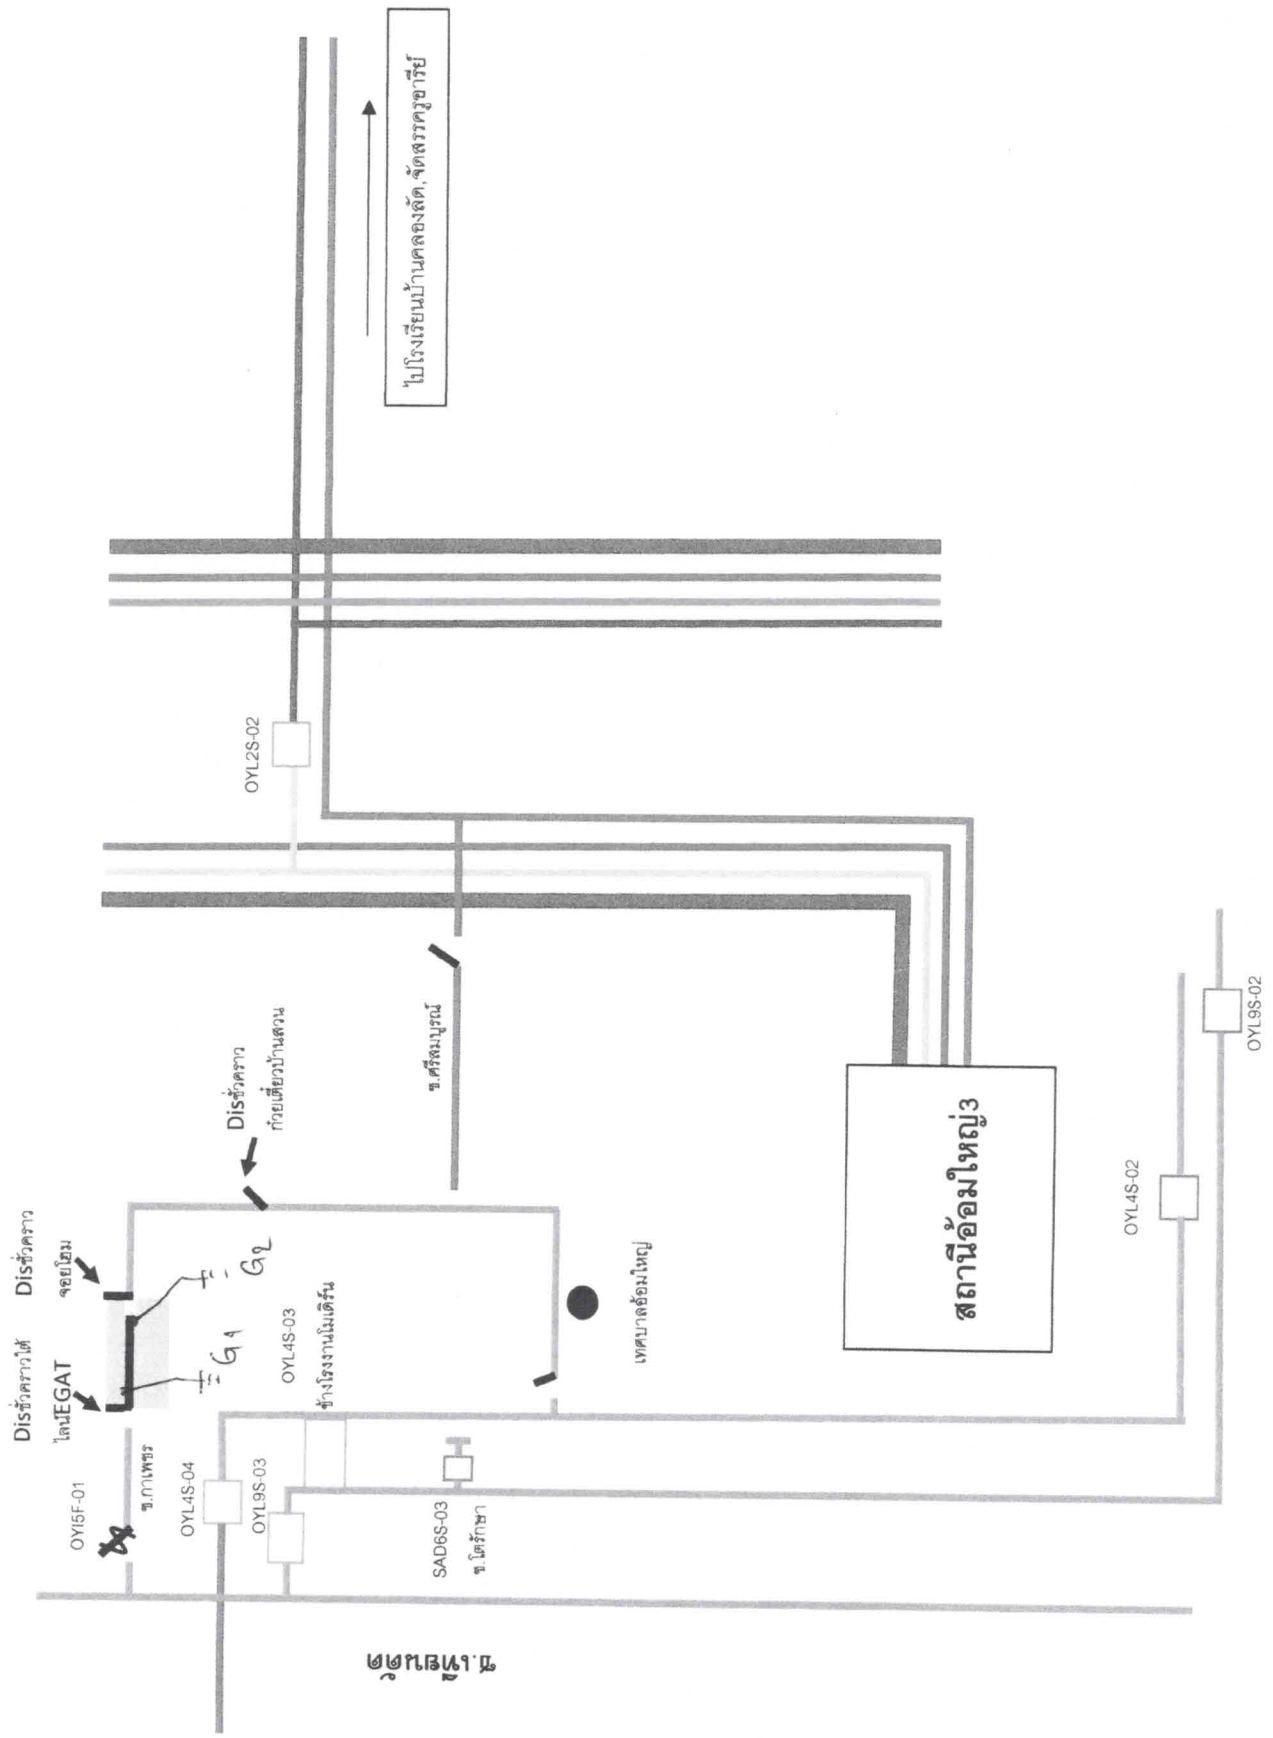 ไปโรงเรียนบ้านคลองลัด,จัดสรรครูอารีย์
OYL2S-02
Disชั่วคราว
ก๋วยเตี๋ยวบ้านสวน
ซ.ศรีสมบูรณ์
Disชั่วคราว
จอยโฮม
Disชั่วคราวใต้
ไลน์EGAT
G2
G1
OYI5F-01
ซ.กาเพชร
OYL4S-04
OYL9S-03
OYL4S-03
ข้างโรงงานโมเดิร์น
เทศบาลอ้อมใหญ่
SAD6S-03
ซ.โตรักษา
สถานีอ้อมใหญ่3
OYL4S-02
OYL9S-02
ซ.เทียนดัด